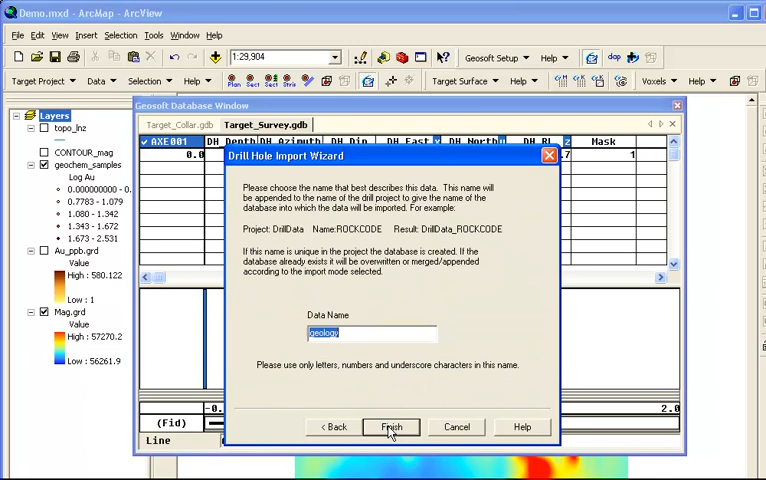 Demo.mxd - ArcMap - ArcView
File Edit Insert Selection Tools Window
1:29,904
Geosoft Setup Help
Target Project Data Selection Help
Plan Sect Sect Stris
Target Surface Help
Voxels Help
Layers
topo_lnz
CONTOUR_mag
geochem_samples
Log Au
0.7783 - 1.079
1.080 - 1.342
1.343 - 1.672
1.673 - 2.531
Au_ppb.grd
Value
High : 580.122
Low : 1
Mag.grd
Value
High : 57270.2
Low : 56261.9
Geosoft Database Window
Target_Collar.gdb Target_Survey.gdb
AXE001 DH_Depth DH_Azimuth DH_Dip DH_East x DH_North y DH_RL z Mask
0.0 .7 1
Drill Hole Import Wizard
Please choose the name that best describes this data. This name will
be appended to the name of the drill project to give the name of the
database into which the data will be imported. For example:
Project: DrillData Name:ROCKCODE Result: DrillData_ROCKCODE
If this name is unique in the project the database is created. If the
database already exists it will be overwritten or merged/appended
according to the import mode selected.
Data Name
geology
Please use only letters, numbers and underscore characters in this name.
< Back Finish Cancel Help
-0. 2.0
(Fid)
Line